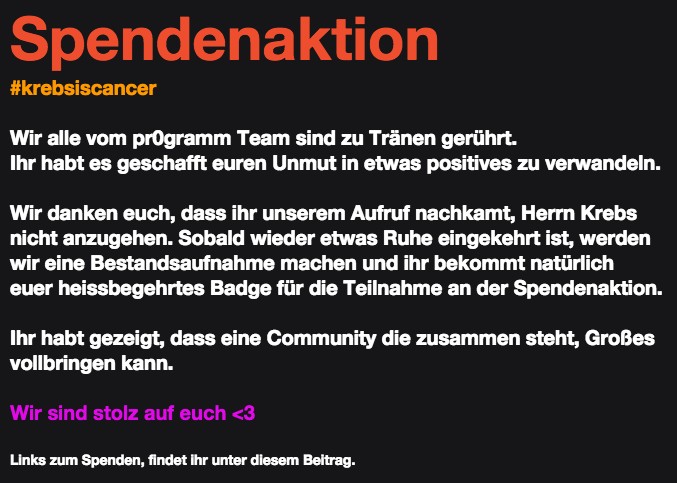 Spendenaktion
#krebsiscancer
Wir alle vom pr0gramm Team sind zu Tränen gerührt.
Ihr habt es geschafft euren Unmut in etwas positives zu verwandeln.
Wir danken euch, dass ihr unserem Aufruf nachkamt, Herrn Krebs
nicht anzugehen. Sobald wieder etwas Ruhe eingekehrt ist, werden
wir eine Bestandsaufnahme machen und ihr bekommt natürlich
euer heissbegehrtes Badge für die Teilnahme an der Spendenaktion.
Ihr habt gezeigt, dass eine Community die zusammen steht, Großes
vollbringen kann.
Wir sind stolz auf euch <3
Links zum Spenden, findet ihr unter diesem Beitrag.